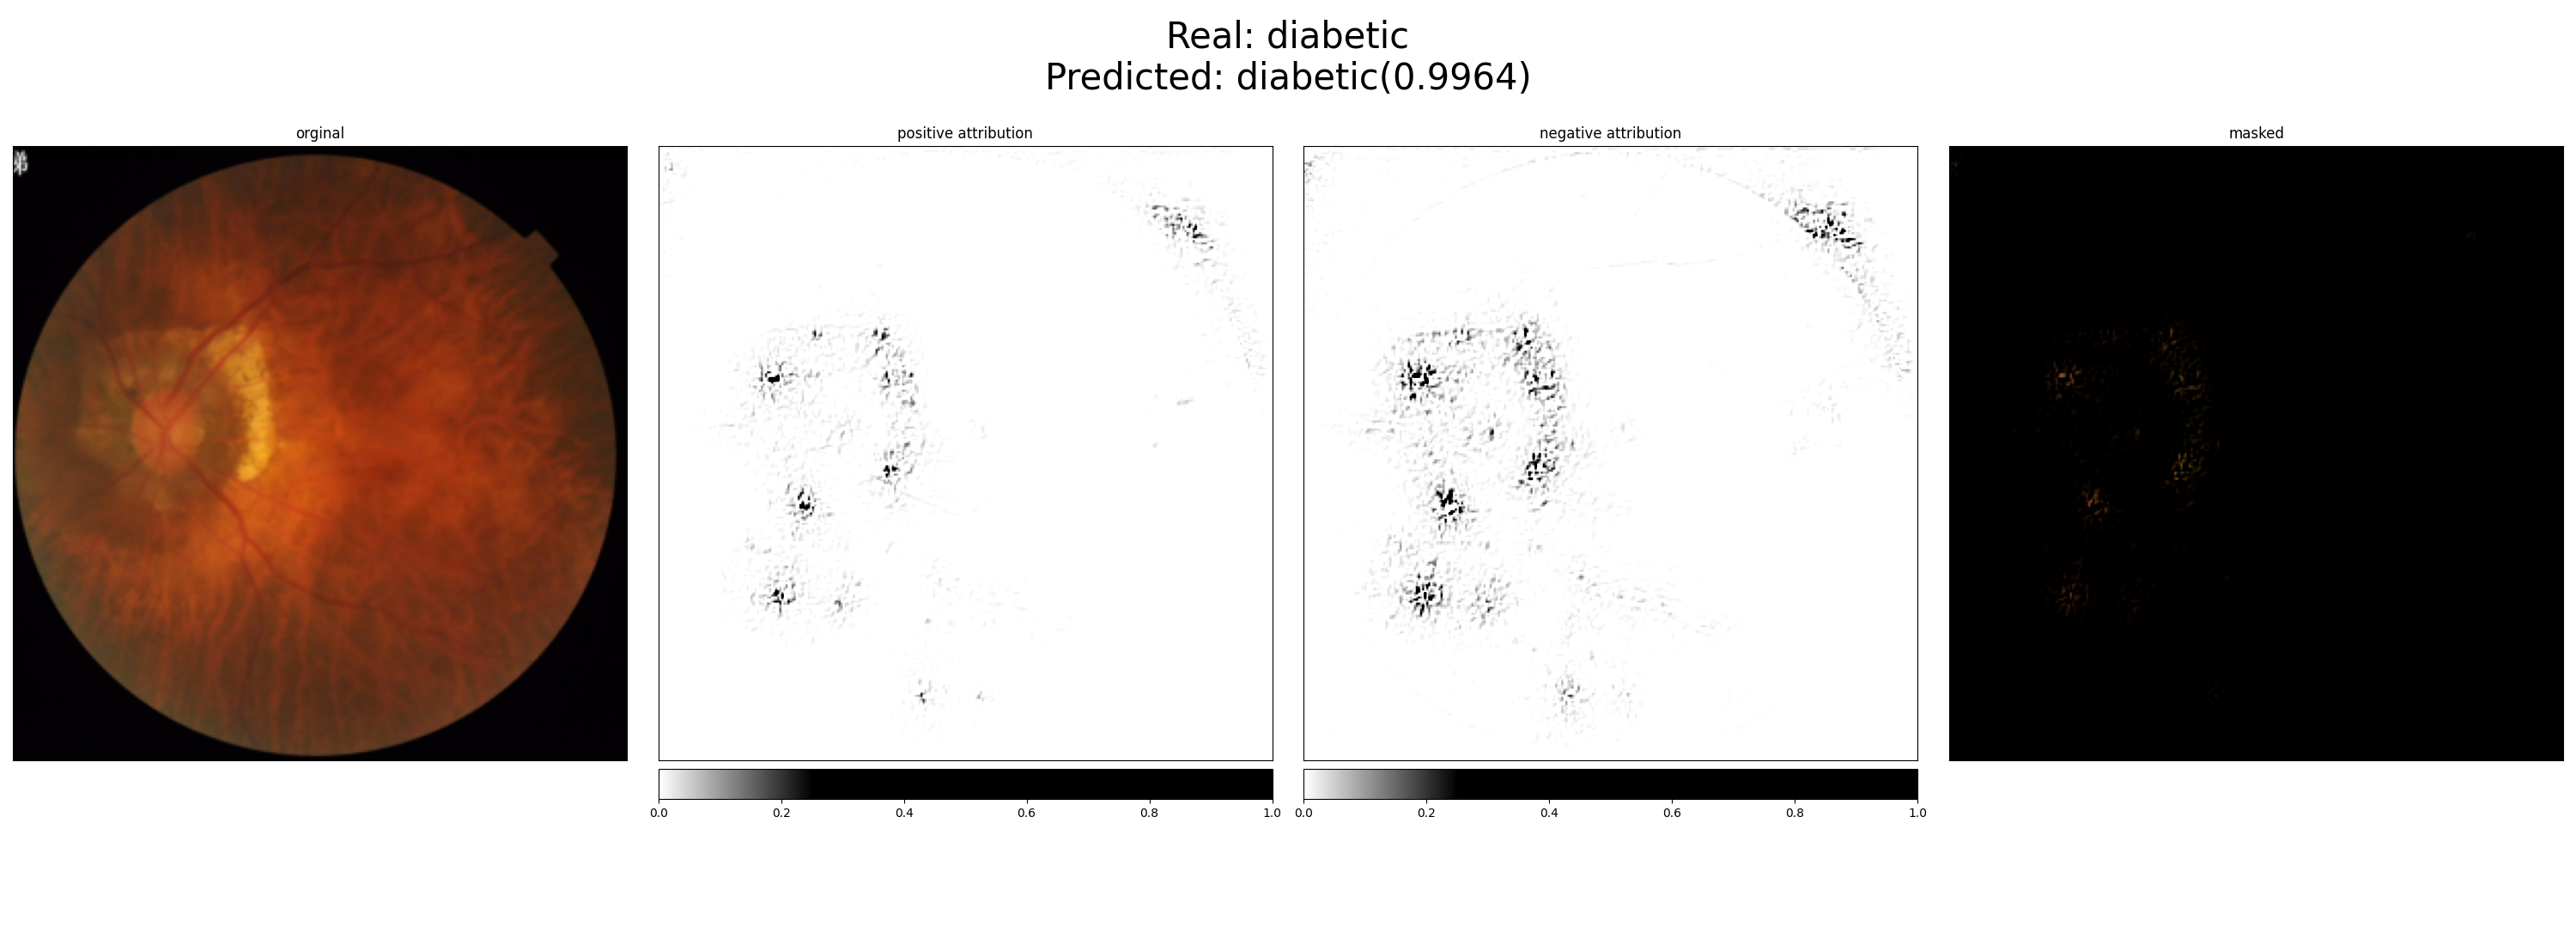 Real: diabetic
Predicted: diabetic(0.9964)
orginal
positive attribution
negative attribution
masked
0.0 0.2 0.4 0.6 0.8 1.0
0.0 0.2 0.4 0.6 0.8 1.0